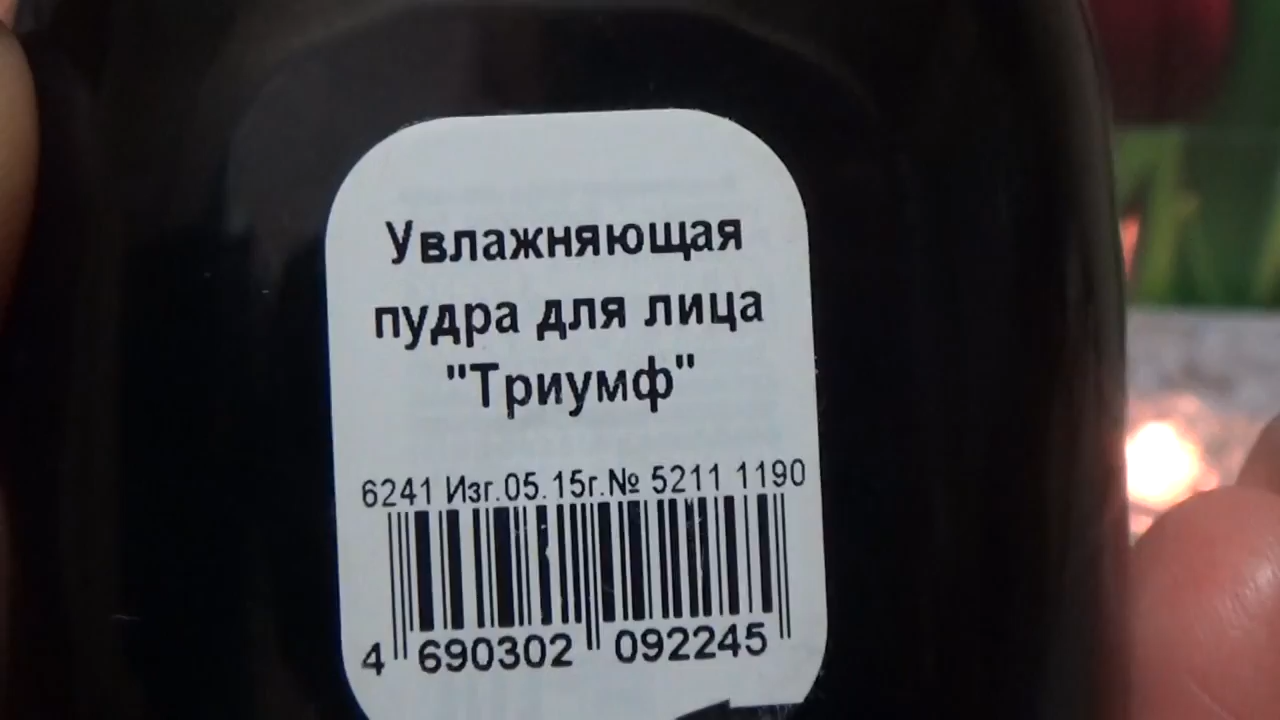 Увлажняющая
пудра для лица
"Триумф"
6241 Изг.05.15г.№ 5211 1190
4 690302 092245